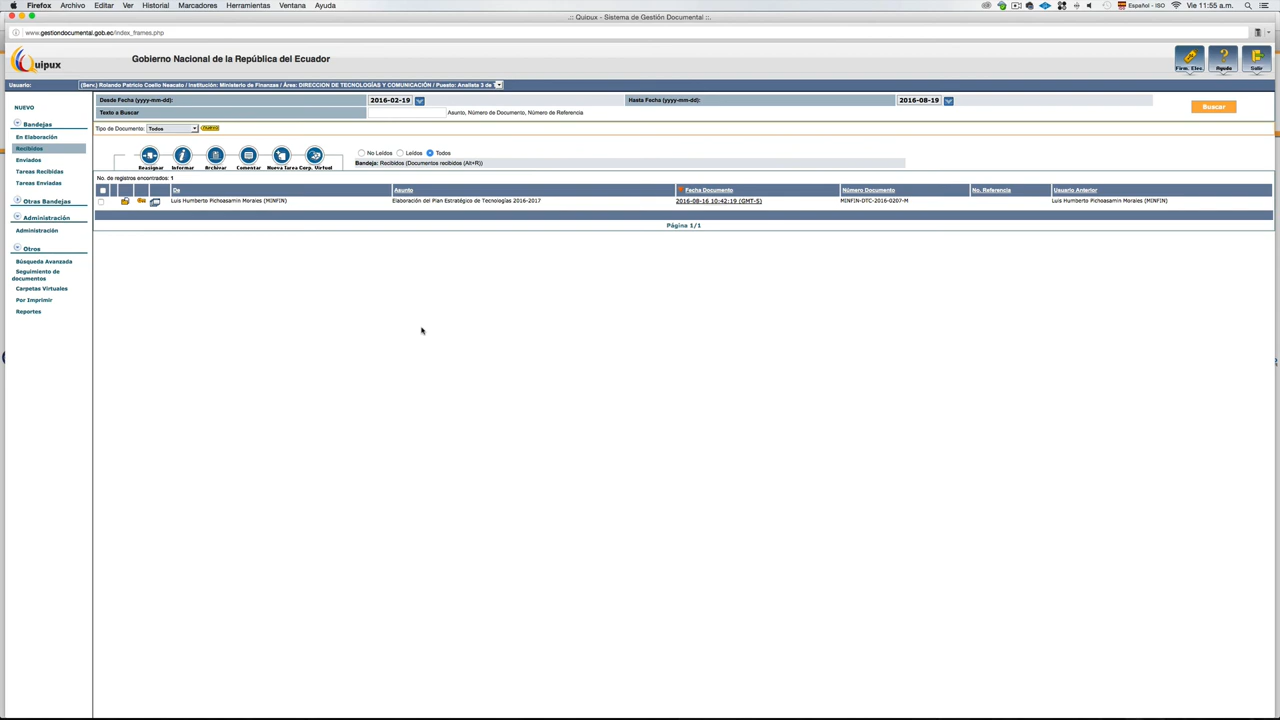 Firefox Archivo Editar Ver Historial Marcadores Herramientas Ventana Ayuda Español - ISO Vie 11:55 a.m.
.:: Quipux - Sistema de Gestión Documental ::.
www.gestiondocumental.gob.ec/index_frames.php
Quipux Gobierno Nacional de la República del Ecuador Firm. Elec. Ayuda Salir
Usuario: (Serv.) Rolando Patricio Coello Neacato / Institución: Ministerio de Finanzas / Área: DIRECCIÓN DE TECNOLOGÍAS Y COMUNICACIÓN / Puesto: Analista 3 de
NUEVO
Bandejas
En Elaboración
Recibidos
Enviados
Tareas Recibidas
Tareas Enviadas
Otras Bandejas
Administración
Administración
Otros
Búsqueda Avanzada
Seguimiento de
documentos
Carpetas Virtuales
Por Imprimir
Reportes
Desde Fecha (yyyy-mm-dd): 2016-02-19 Hasta Fecha (yyyy-mm-dd): 2016-08-19 Buscar
Texto a Buscar Asunto, Número de Documento, Número de Referencia
Tipo de Documento: Todos nuevo
No Leídos Leídos Todos
Reasignar Informar Archivar Comentar Nueva Tarea Carp. Virtual Bandeja: Recibidos (Documentos recibidos (Alt+R))
No. de registros encontrados: 1
De Asunto Fecha Documento Número Documento No. Referencia Usuario Anterior
Luis Humberto Pichoasamin Morales (MINFIN) Elaboración del Plan Estratégico de Tecnologías 2016-2017 2016-08-16 10:42:19 (GMT-5) MINFIN-DTC-2016-0207-M Luis Humberto Pichoasamin Morales (MINFIN)
Página 1/1